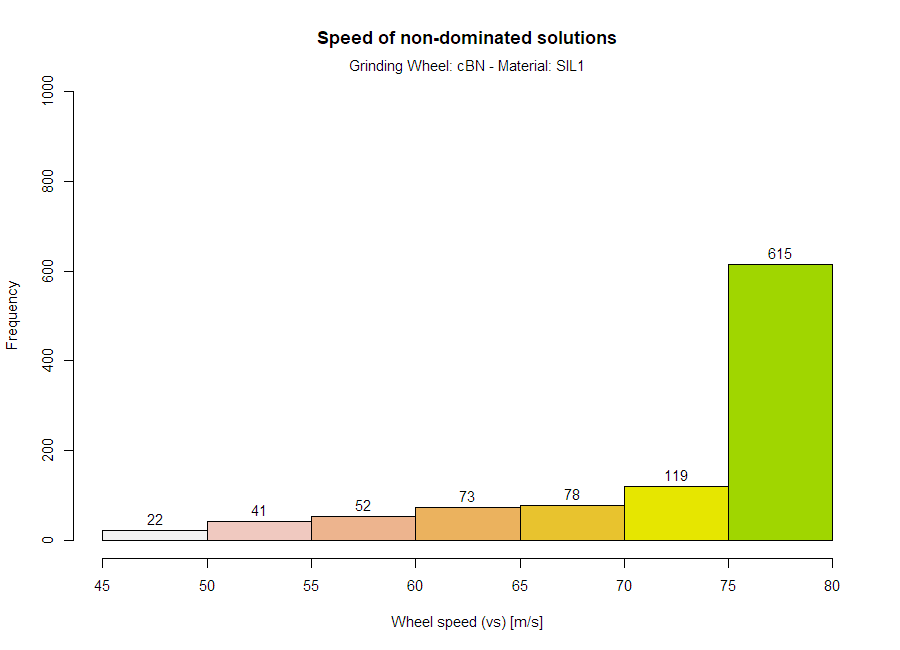 Speed of non-dominated solutions
Grinding Wheel: cBN - Material: SIL1
1000
800
600
400
200
0
Frequency
615
119
78
73
52
41
22
45 50 55 60 65 70 75 80
Wheel speed (vs) [m/s]